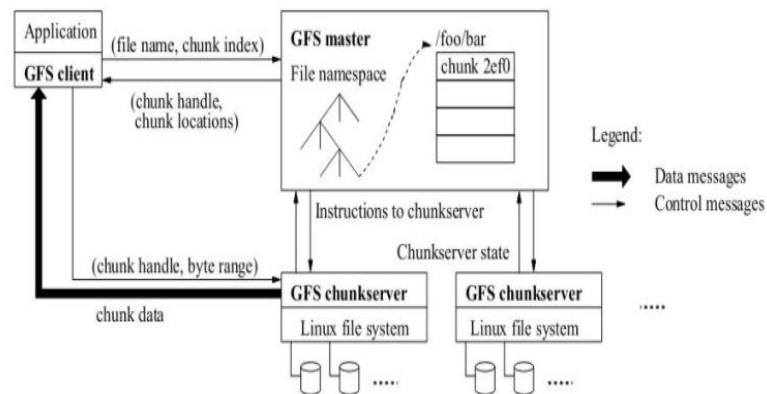 Application
GFS client
(file name, chunk index)
(chunk handle,
chunk locations)
GFS master
File namespace
/foo/bar
chunk 2ef0
Legend:
Data messages
Control messages
Instructions to chunkserver
Chunkserver state
(chunk handle, byte range)
chunk data
GFS chunkserver
Linux file system
GFS chunkserver
Linux file system